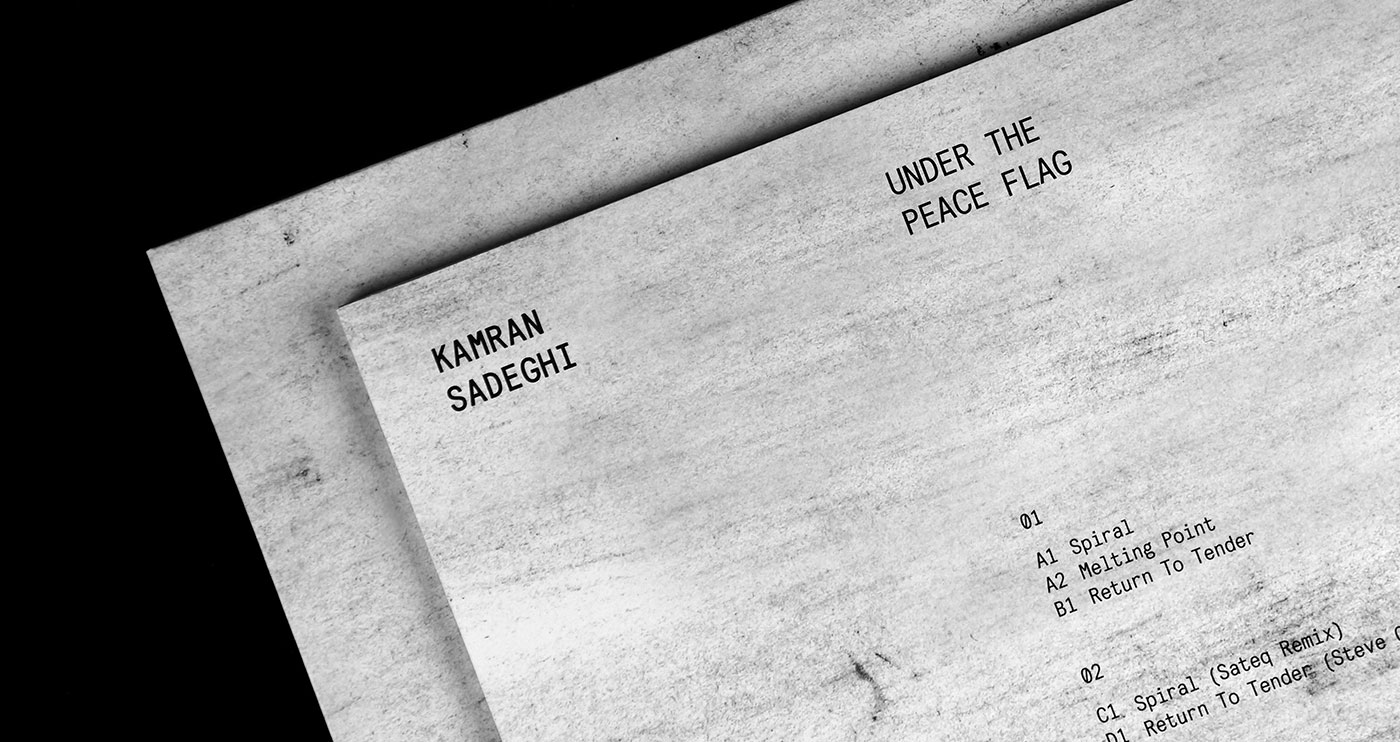 UNDER THE
PEACE FLAG
KAMRAN
SADEGHI
01
A1 Spiral
A2 Melting Point
B1 Return To Tender
02
C1 Spiral (Sateq Remix)
D1 Return To Tender (Steve